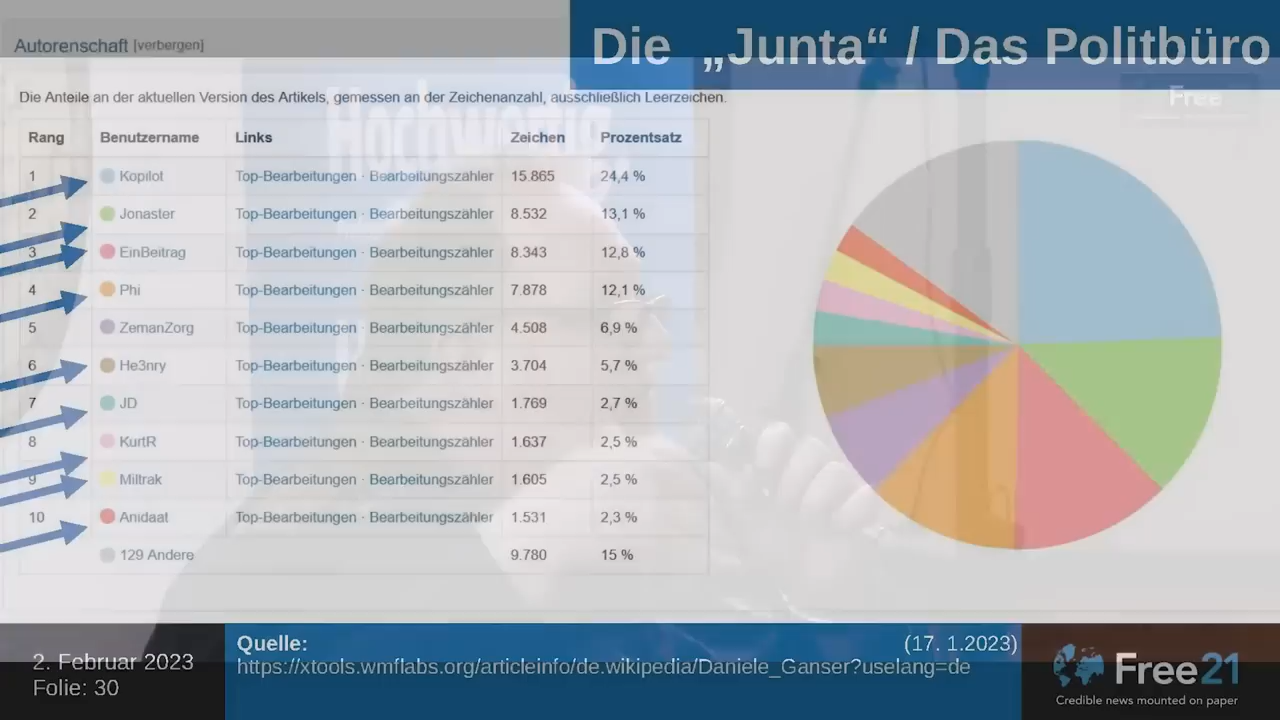 Die „Junta“ / Das Politbüro
Autorenschaft [verbergen]
Free
Die Anteile an der aktuellen Version des Artikels, gemessen an der Zeichenanzahl, ausschließlich Leerzeichen.
Hochwertig
Rang Benutzername Links Zeichen Prozentsatz
1 Kopilot Top-Bearbeitungen · Bearbeitungszähler 15.865 24,4 %
2 Jonaster Top-Bearbeitungen · Bearbeitungszähler 8.532 13,1 %
3 EinBeitrag Top-Bearbeitungen · Bearbeitungszähler 8.343 12,8 %
4 Phi Top-Bearbeitungen · Bearbeitungszähler 7.878 12,1 %
5 ZemanZorg Top-Bearbeitungen · Bearbeitungszähler 4.508 6,9 %
6 He3nry Top-Bearbeitungen · Bearbeitungszähler 3.704 5,7 %
7 JD Top-Bearbeitungen · Bearbeitungszähler 1.769 2,7 %
8 KurtR Top-Bearbeitungen · Bearbeitungszähler 1.637 2,5 %
9 Miltrak Top-Bearbeitungen · Bearbeitungszähler 1.605 2,5 %
10 Anidaat Top-Bearbeitungen · Bearbeitungszähler 1.531 2,3 %
129 Andere 9.780 15 %
2. Februar 2023
Folie: 30
Quelle: (17. 1.2023)
https://xtools.wmflabs.org/articleinfo/de.wikipedia/Daniele_Ganser?uselang=de
Free21
Credible news mounted on paper